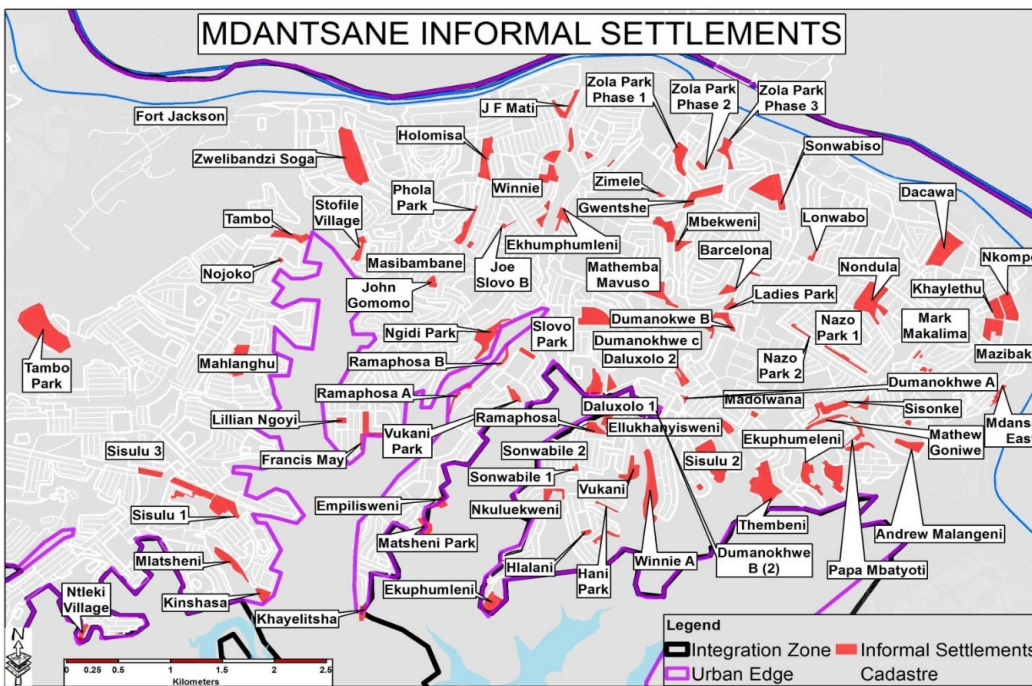 MDANTSANE INFORMAL SETTLEMENTS
Fort Jackson
J F Mati
Zola Park
Phase 1
Zola Park
Phase 2
Zola Park
Phase 3
Holomisa
Zwelibandzi Soga
Sonwabiso
Winnie
Zimele
Phola
Park
Stofile
Village
Gwentshe
Dacawa
Tambo
Mbekweni
Lonwabo
Ekhumphumleni
Masibambane
Barcelona
Joe
Slovo B
Mathemba
Mavuso
Nojoko
Nondula
Nkompo
John
Gomomo
Khaylethu
Ladies Park
Ngidi Park
Slovo
Park
Dumanokwe B
Nazo
Park 1
Mark
Makalima
Dumanokhwe c
Mazibak
Mahlanghu
Ramaphosa B
Daluxolo 2
Nazo
Park 2
Tambo
Park
Dumanokhwe A
Ramaphosa A
Madolwana
Daluxolo 1
Sisonke
Lillian Ngoyi
Vukani
Park
Ramaphosa
Ellukhanyisweni
Mdansa
East
Ekuphumeleni
Mathew
Goniwe
Francis May
Sonwabile 2
Sisulu 3
Sonwabile 1
Sisulu 2
Vukani
Empilisweni
Nkuluekweni
Sisulu 1
Thembeni
Andrew Malangeni
Matsheni Park
Mlatsheni
Hlalani
Hani
Park
Winnie A
Dumanokhwe
B (2)
Papa Mbatyoti
Ekuphumleni
Ntleki
Village
Kinshasa
Khayelitsha
N
0 0.25 0.5 1 1.5 2 2.5
Kilometers
Legend
Integration Zone
Informal Settlements
Urban Edge
Cadastre